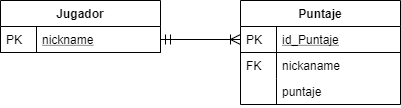 Jugador
PK nickname
Puntaje
PK id_Puntaje
FK nickaname
puntaje